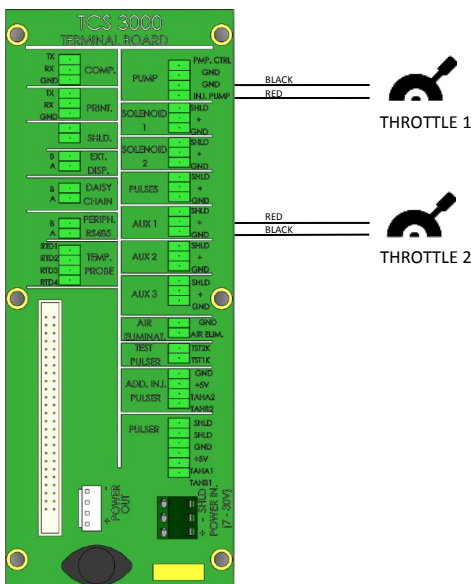 TCS 3000
TERMINAL BOARD
TX
RX
GND
COMP.
TX
RX
GND
PRINT.
SHLD.
B
A
EXT.
DISP.
B
A
DAISY
CHAIN
B
A
PERIPH.
RS485
RTD1
RTD2
RTD3
RTD4
TEMP.
PROBE
PUMP
PMP. CTRL
GND
GND
INJ. PUMP
SOLENOID
1
SHLD
+
GND
SOLENOID
2
SHLD
+
GND
PULSES
SHLD
+
GND
AUX 1
SHLD
+
GND
AUX 2
SHLD
+
GND
AUX 3
SHLD
+
GND
AIR
ELIMINAT.
GND
AIR ELIM.
TEST
PULSER
TST2K
TST1K
ADD. INJ.
PULSER
GND
+5V
TAHA2
TAHB2
PULSER
SHLD
SHLD
GND
+5V
TAHA1
TAHB1
- +
POWER
OUT
SHLD
- +
POWER IN.
(7 - 30V)
BLACK
RED
THROTTLE 1
RED
BLACK
THROTTLE 2